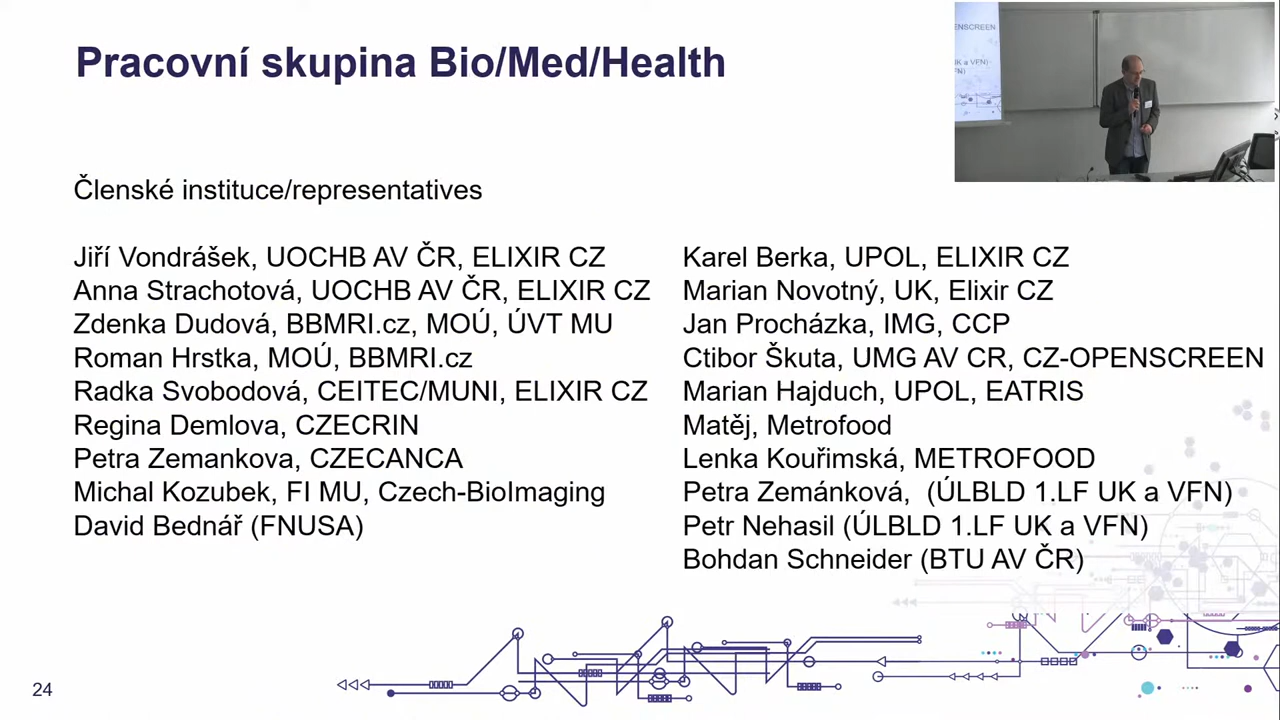 Pracovní skupina Bio/Med/Health
ENSCREEN
UK a VFN)
FN)
Členské instituce/representatives
Jiří Vondrášek, UOCHB AV ČR, ELIXIR CZ
Anna Strachotová, UOCHB AV ČR, ELIXIR CZ
Zdenka Dudová, BBMRI.cz, MOÚ, ÚVT MU
Roman Hrstka, MOÚ, BBMRI.cz
Radka Svobodová, CEITEC/MUNI, ELIXIR CZ
Regina Demlova, CZECRIN
Petra Zemankova, CZECANCA
Michal Kozubek, FI MU, Czech-BioImaging
David Bednář (FNUSA)
Karel Berka, UPOL, ELIXIR CZ
Marian Novotný, UK, Elixir CZ
Jan Procházka, IMG, CCP
Ctibor Škuta, UMG AV CR, CZ-OPENSCREEN
Marian Hajduch, UPOL, EATRIS
Matěj, Metrofood
Lenka Kouřimská, METROFOOD
Petra Zemánková,  (ÚLBLD 1.LF UK a VFN)
Petr Nehasil (ÚLBLD 1.LF UK a VFN)
Bohdan Schneider (BTU AV ČR)
24